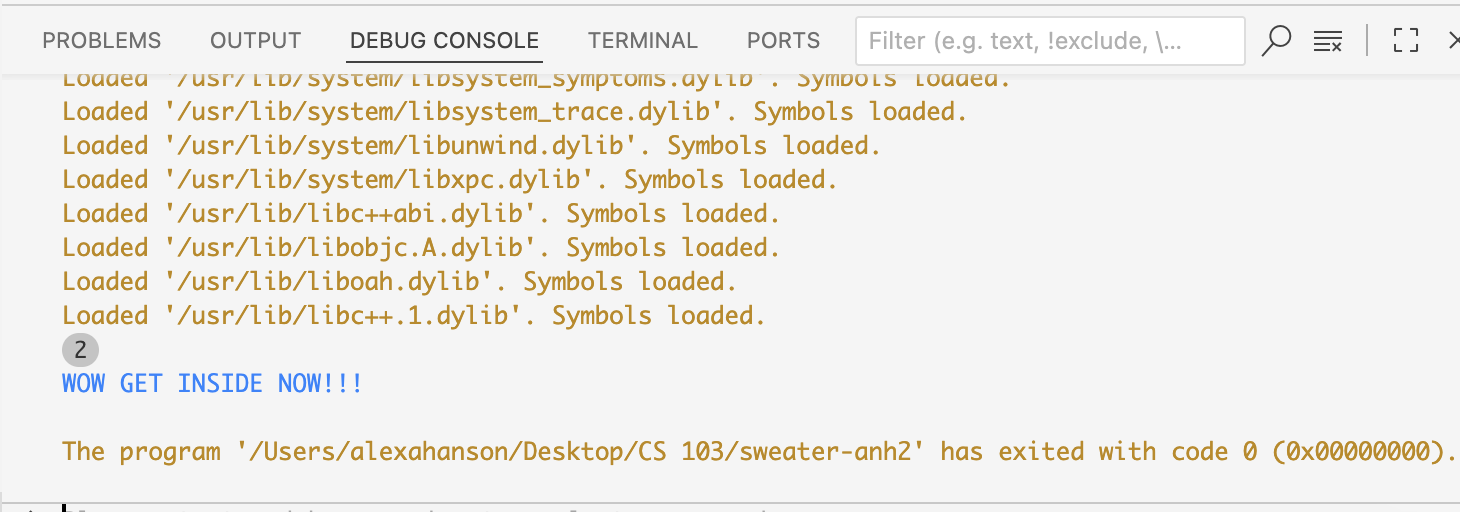 PROBLEMS OUTPUT DEBUG CONSOLE TERMINAL PORTS Filter (e.g. text, !exclude, \...
Loaded '/usr/lib/system/libsystem_symptoms.dylib'. Symbols loaded.
Loaded '/usr/lib/system/libsystem_trace.dylib'. Symbols loaded.
Loaded '/usr/lib/system/libunwind.dylib'. Symbols loaded.
Loaded '/usr/lib/system/libxpc.dylib'. Symbols loaded.
Loaded '/usr/lib/libc++abi.dylib'. Symbols loaded.
Loaded '/usr/lib/libobjc.A.dylib'. Symbols loaded.
Loaded '/usr/lib/liboah.dylib'. Symbols loaded.
Loaded '/usr/lib/libc++.1.dylib'. Symbols loaded.
2
WOW GET INSIDE NOW!!!
The program '/Users/alexahanson/Desktop/CS 103/sweater-anh2' has exited with code 0 (0x00000000).